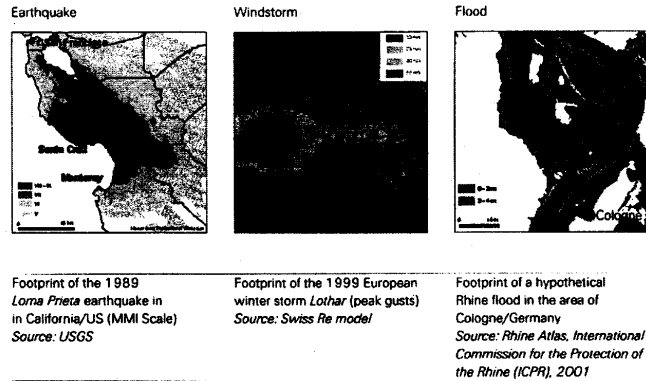 Earthquake
Windstorm
Flood
Santa Cruz
Monterey
Cologne
Footprint of the 1989
Loma Prieta earthquake in
in California/US (MMI Scale)
Source: USGS
Footprint of the 1999 European
winter storm Lothar (peak gusts)
Source: Swiss Re model
Footprint of a hypothetical
Rhine flood in the area of
Cologne/Germany
Source: Rhine Atlas, International
Commission for the Protection of
the Rhine (ICPR), 2001